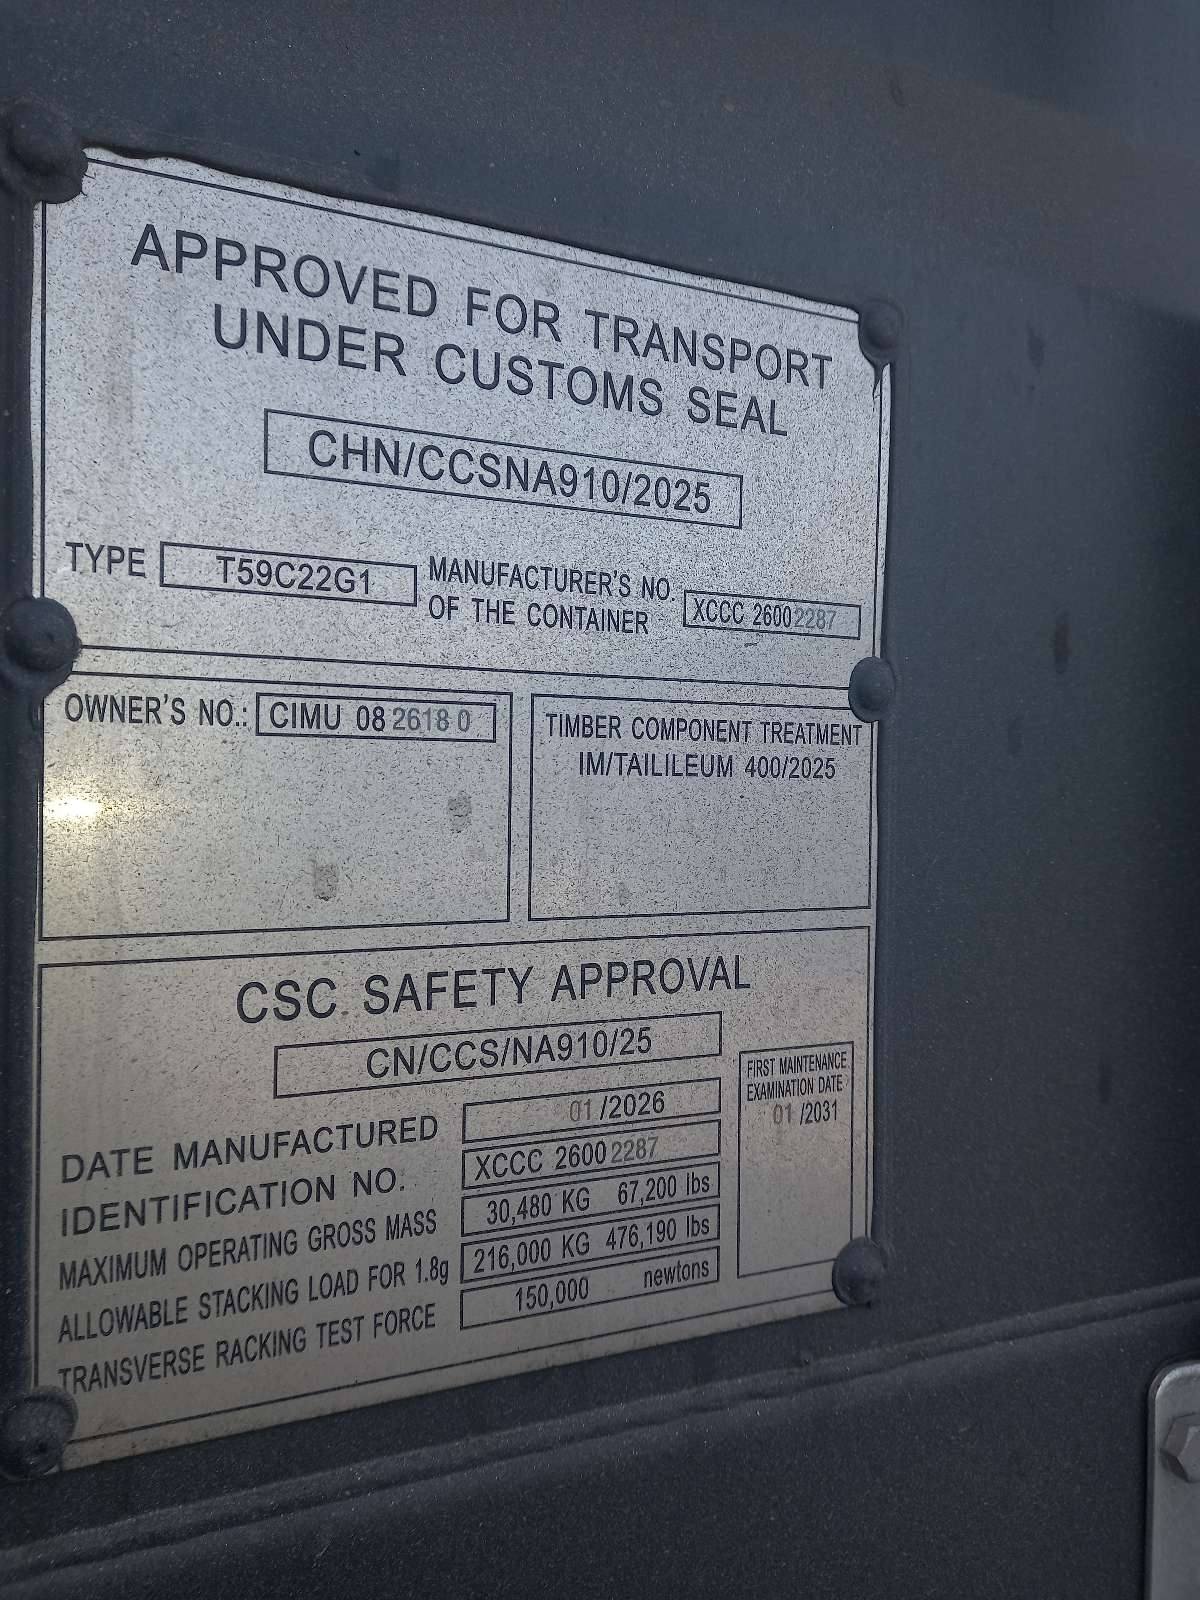 APPROVED FOR TRANSPORT
UNDER CUSTOMS SEAL
CHN/CCSNA910/2025
TYPE T59C22G1
MANUFACTURER'S NO.
OF THE CONTAINER
XCCC 26002287
OWNER'S NO.: CIMU 08 2618 0
TIMBER COMPONENT TREATMENT
IM/TAILILEUM 400/2025
CSC SAFETY APPROVAL
CN/CCS/NA910/25
DATE MANUFACTURED 01/2026
IDENTIFICATION NO. XCCC 26002287
MAXIMUM OPERATING GROSS MASS 30,480 KG 67,200 lbs
ALLOWABLE STACKING LOAD FOR 1.8g 216,000 KG 476,190 lbs
TRANSVERSE RACKING TEST FORCE 150,000 newtons
FIRST MAINTENANCE
EXAMINATION DATE
01/2031